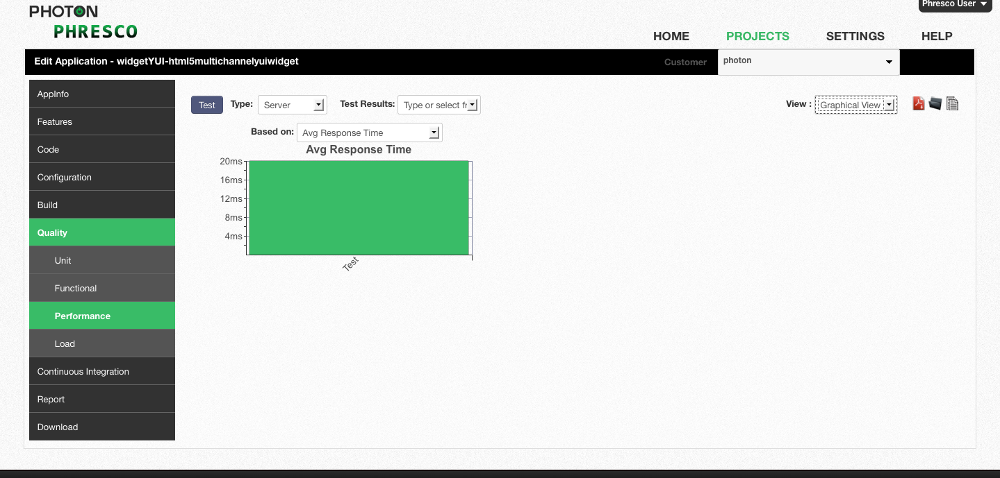 PHOTON
PHRESCO
Phresco User
HOME PROJECTS SETTINGS HELP
Edit Application - widgetYUI-html5multichannelyuiwidget Customer photon
AppInfo
Features
Code
Configuration
Build
Quality
Unit
Functional
Performance
Load
Continuous Integration
Report
Download
Test Type: Server Test Results: Type or select fr View : Graphical View
Based on: Avg Response Time
Avg Response Time
20ms
16ms
12ms
8ms
4ms
Test